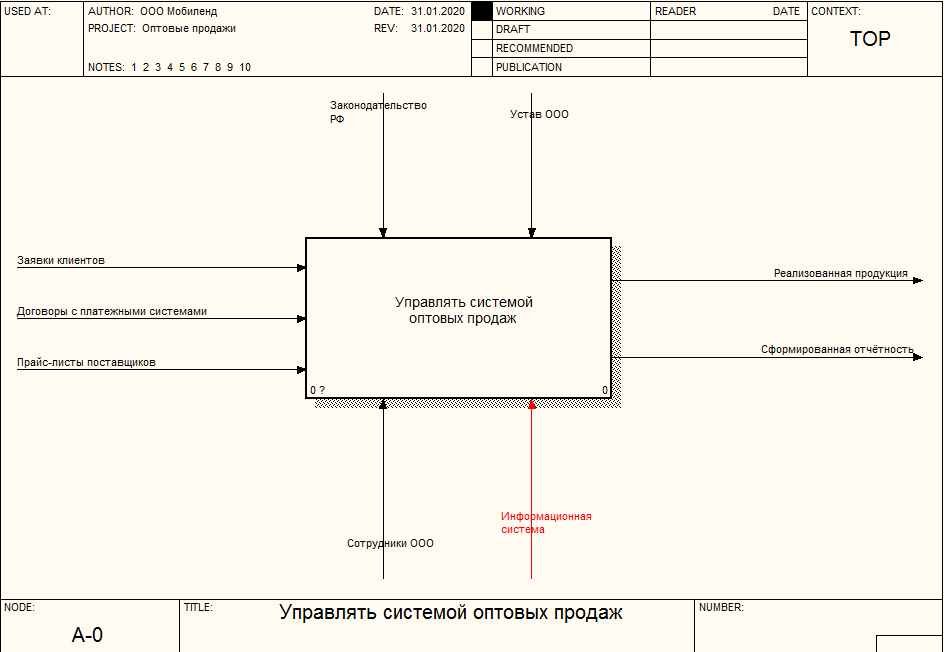 USED AT:
AUTHOR: ООО Мобиленд
DATE: 31.01.2020
PROJECT: Оптовые продажи
REV: 31.01.2020
NOTES: 1 2 3 4 5 6 7 8 9 10
WORKING
DRAFT
RECOMMENDED
PUBLICATION
READER
DATE
CONTEXT:
TOP
Законодательство
РФ
Устав ООО
Заявки клиентов
Договоры с платежными системами
Прайс-листы поставщиков
Управлять системой
оптовых продаж
0 ?
0
Реализованная продукция
Сформированная отчётность
Сотрудники ООО
Информационная
система
NODE:
A-0
TITLE:
Управлять системой оптовых продаж
NUMBER: